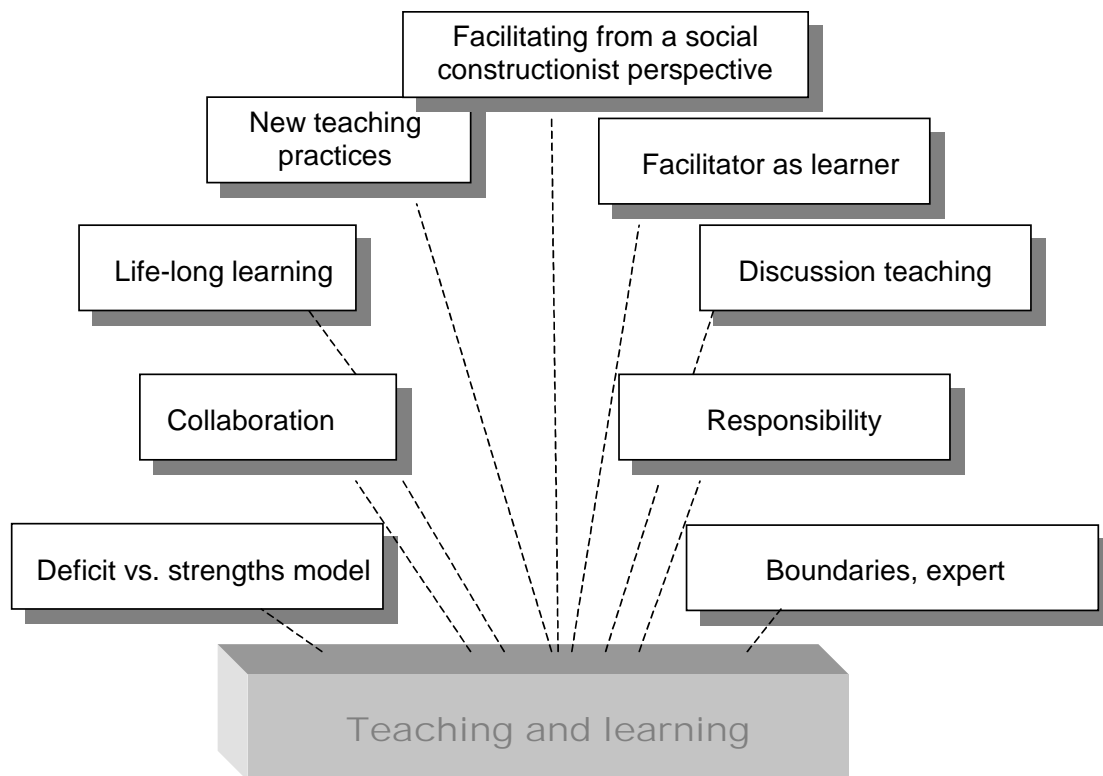 Facilitating from a social
constructionist perspective
New teaching
practices
Facilitator as learner
Life-long learning
Discussion teaching
Collaboration
Responsibility
Deficit vs. strengths model
Boundaries, expert
Teaching and learning